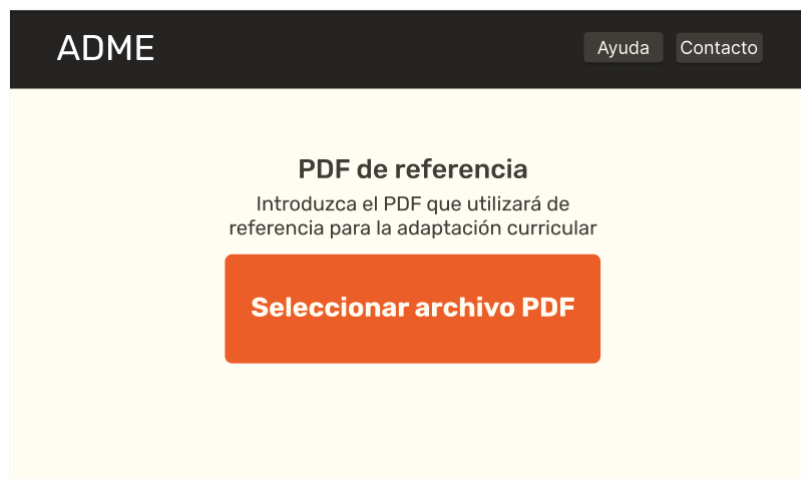 ADME
Ayuda
Contacto
PDF de referencia
Introduzca el PDF que utilizará de
referencia para la adaptación curricular
Seleccionar archivo PDF